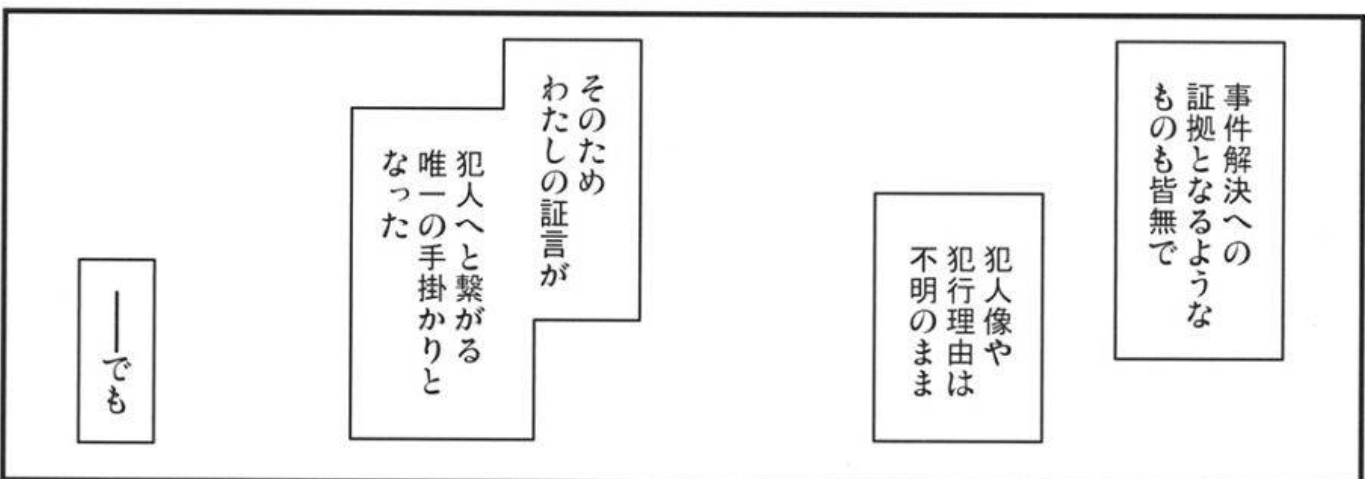 事件解決への
証拠となるような
ものも皆無で
犯人像や
犯行理由は
不明のまま
そのため
わたしの証言が
犯人へと繋がる
唯一の手掛かりと
なった
——でも